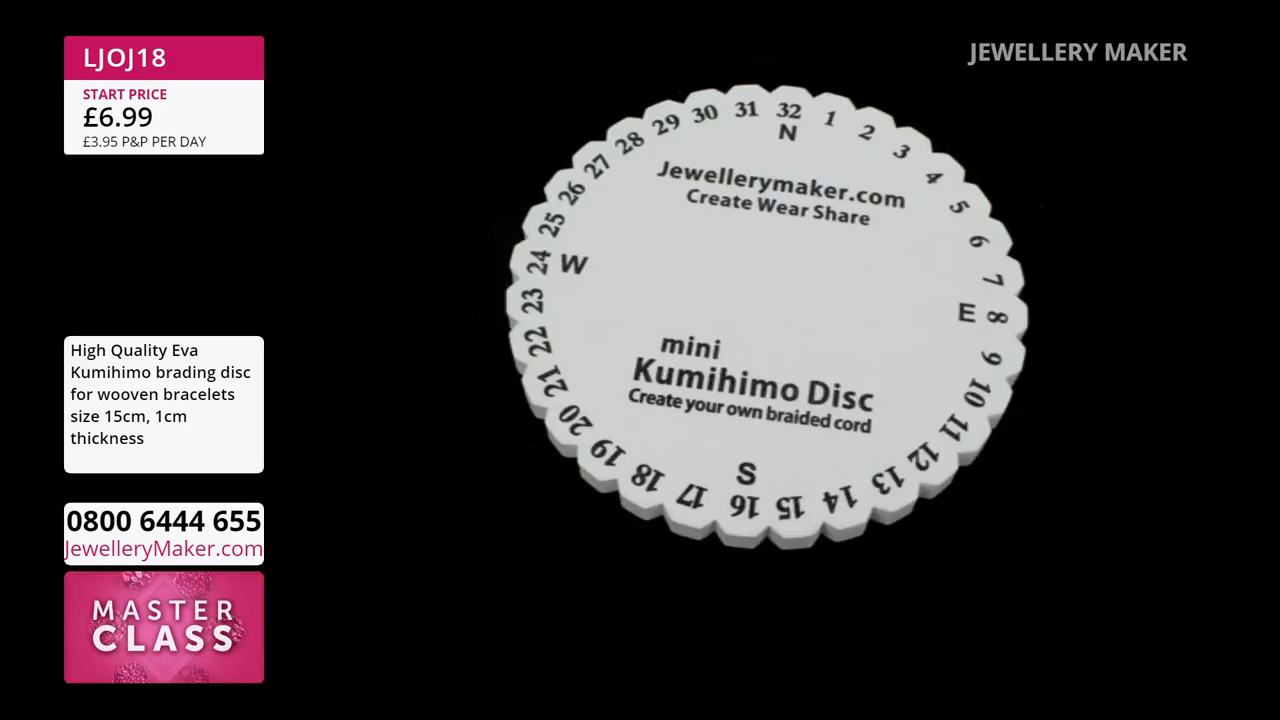 LJOJ18
START PRICE
£6.99
£3.95 P&P PER DAY
High Quality Eva
Kumihimo brading disc
for wooven bracelets
size 15cm, 1cm
thickness
0800 6444 655
JewelleryMaker.com
MASTER
CLASS
JEWELLERY MAKER
32 1 2 3 4 5 6 7 8 9 10 11 12 13 14 15 16 17 18 19 20 21 22 23 24 25 26 27 28 29 30 31
N
Jewellerymaker.com
Create Wear Share
W
E
mini
Kumihimo Disc
Create your own braided cord
S